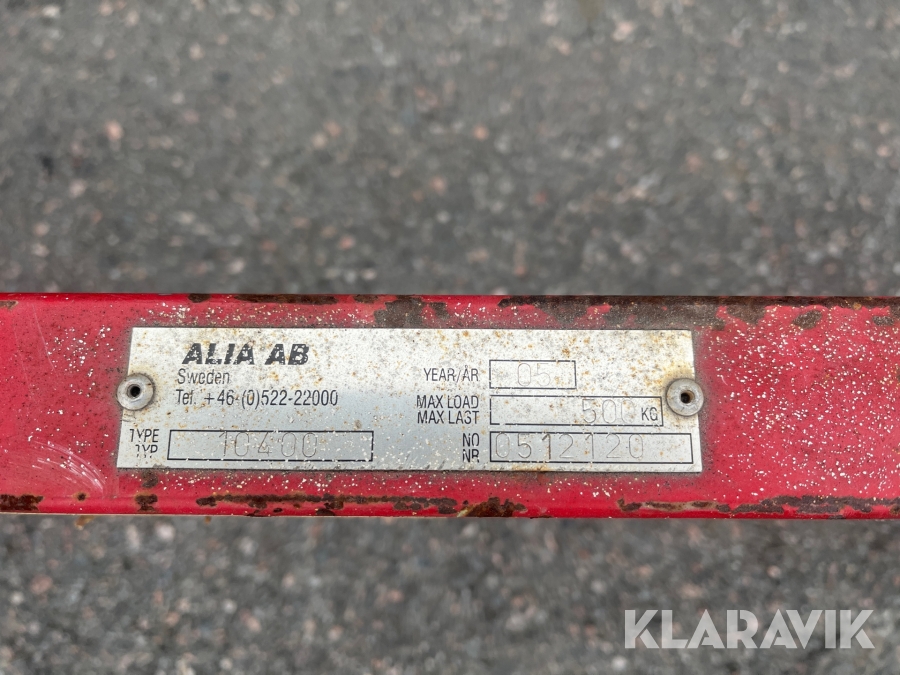 ALIA AB
Sweden
Tel. +46-(0)522-22000
TYPE
TYP
10400
YEAR/ÅR 05
MAX LOAD
MAX LAST
500 KG
NO
NR
0512120
KLARAVIK